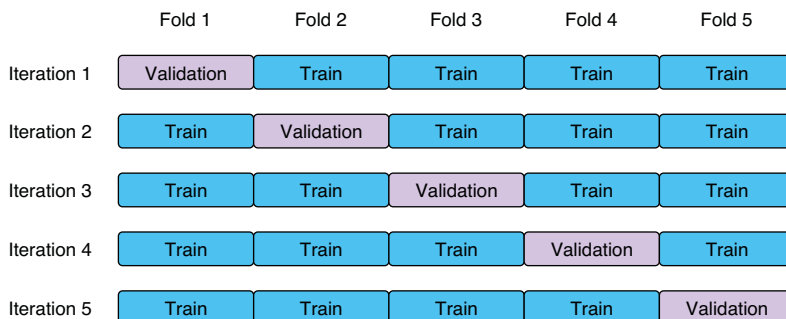 Fold 1 Fold 2 Fold 3 Fold 4 Fold 5
Iteration 1 Validation Train Train Train Train
Iteration 2 Train Validation Train Train Train
Iteration 3 Train Train Validation Train Train
Iteration 4 Train Train Train Validation Train
Iteration 5 Train Train Train Train Validation